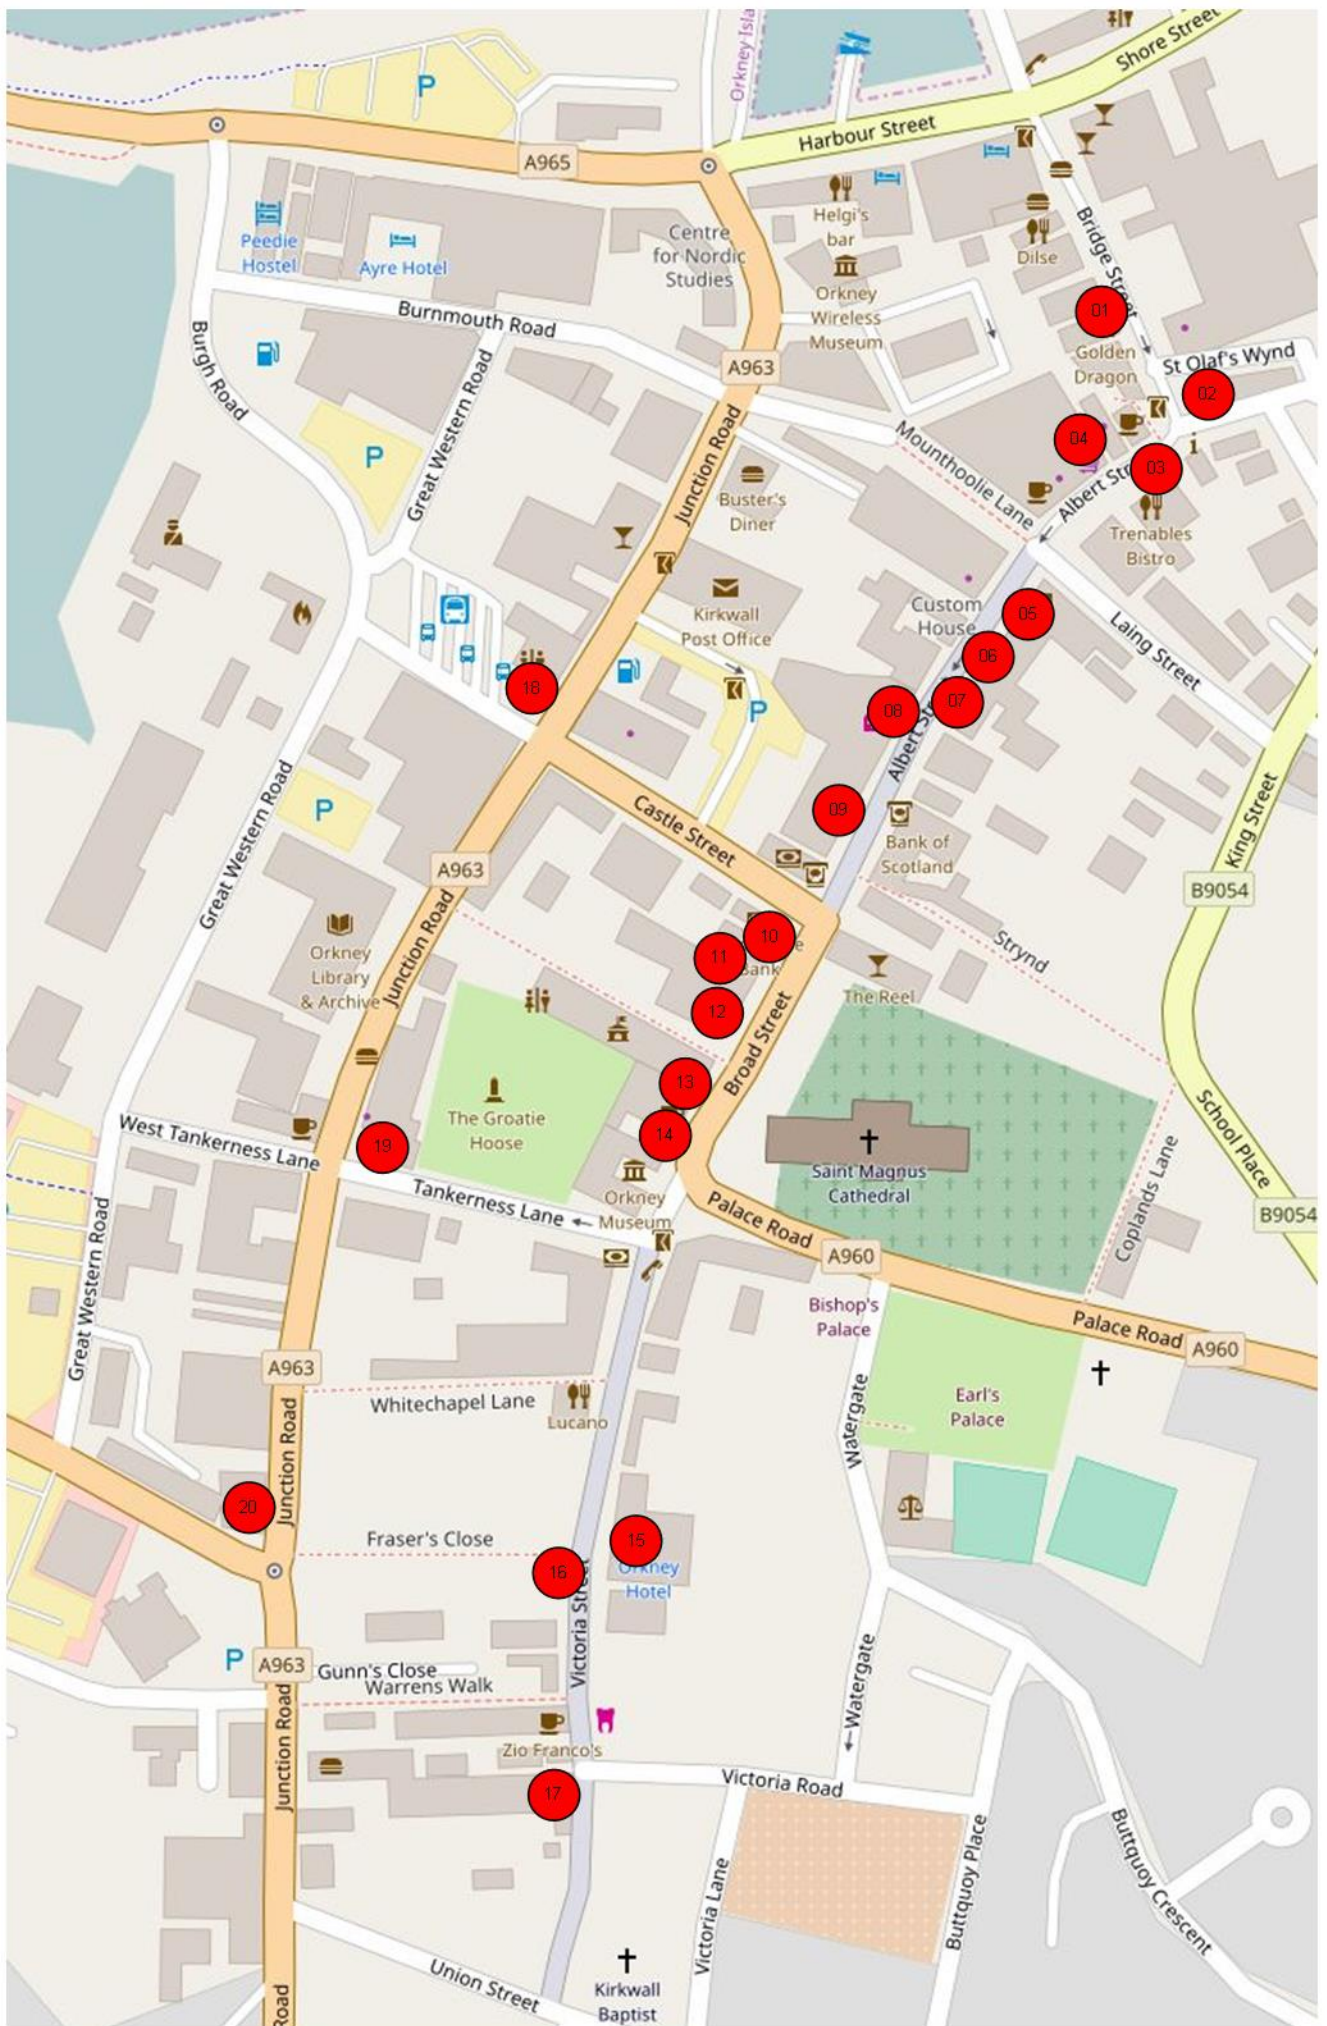 Orkney Isla
Shore Street
Harbour Street
P
A965
Helgi's
bar
Peedie
Hostel
Ayre Hotel
Centre
for Nordic
Studies
Dilse
Bridge Street
Orkney
Wireless
Museum
01
Burnmouth Road
Burgh Road
A963
Golden
Dragon
St Olaf's Wynd
02
Great Western Road
Junction Road
Mounthoolie Lane
04
03
P
Albert Str
Buster's
Diner
Trenables
Bistro
Kirkwall
Post Office
Custom
House
05
Laing Street
06
18
07
08
P
Albert Str
09
P
Castle Street
Bank of
Scotland
King Street
Great Western Road
A963
B9054
Junction Road
Orkney
Library
& Archive
10
11
Bank
12
Strynd
The Reel
Broad Street
13
The Groatie
Hoose
14
19
West Tankerness Lane
Tankerness Lane
Orkney
Museum
Saint Magnus
Cathedral
School Place
Coplands Lane
B9054
Palace Road
A960
Great Western Road
Bishop's
Palace
Palace Road
A960
A963
Whitechapel Lane
Lucano
Earl's
Palace
Watergate
Junction Road
20
Fraser's Close
15
Orkney
Hotel
16
Victoria Street
P
A963
Gunn's Close
Warrens Walk
Watergate
Junction Road
Zio Franco's
17
Victoria Road
Buttquoy Place
Buttquoy Crescent
Victoria Lane
Union Street
Kirkwall
Baptist
Road